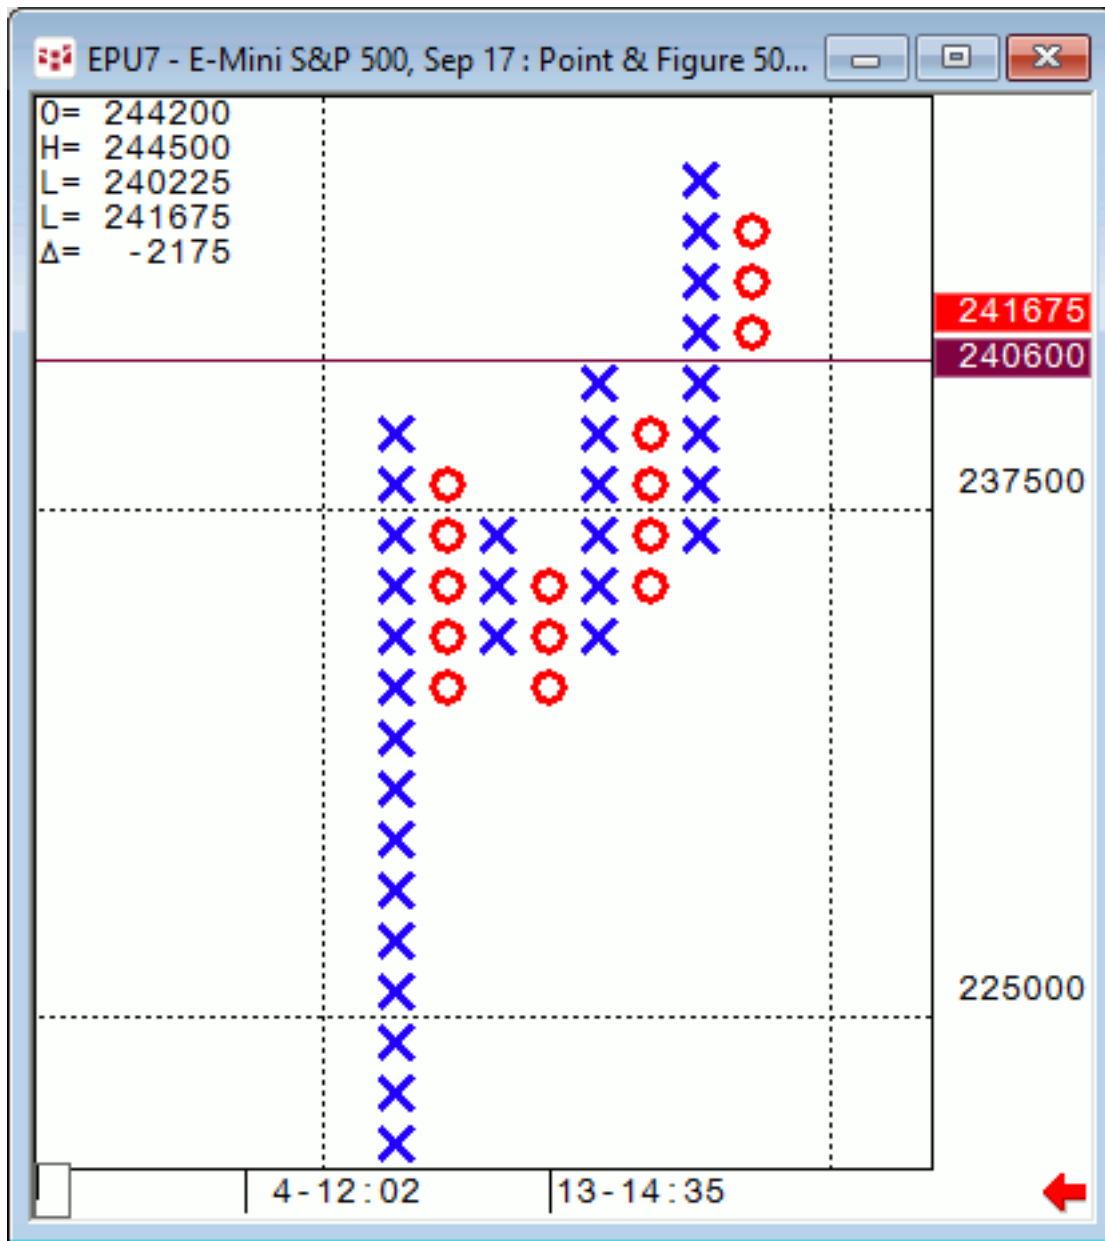 EPU7 - E-Mini S&P 500, Sep 17 : Point & Figure 50...
O= 244200
H= 244500
L= 240225
L= 241675
Δ= -2175
241675
240600
237500
225000
4-12:02
13-14:35